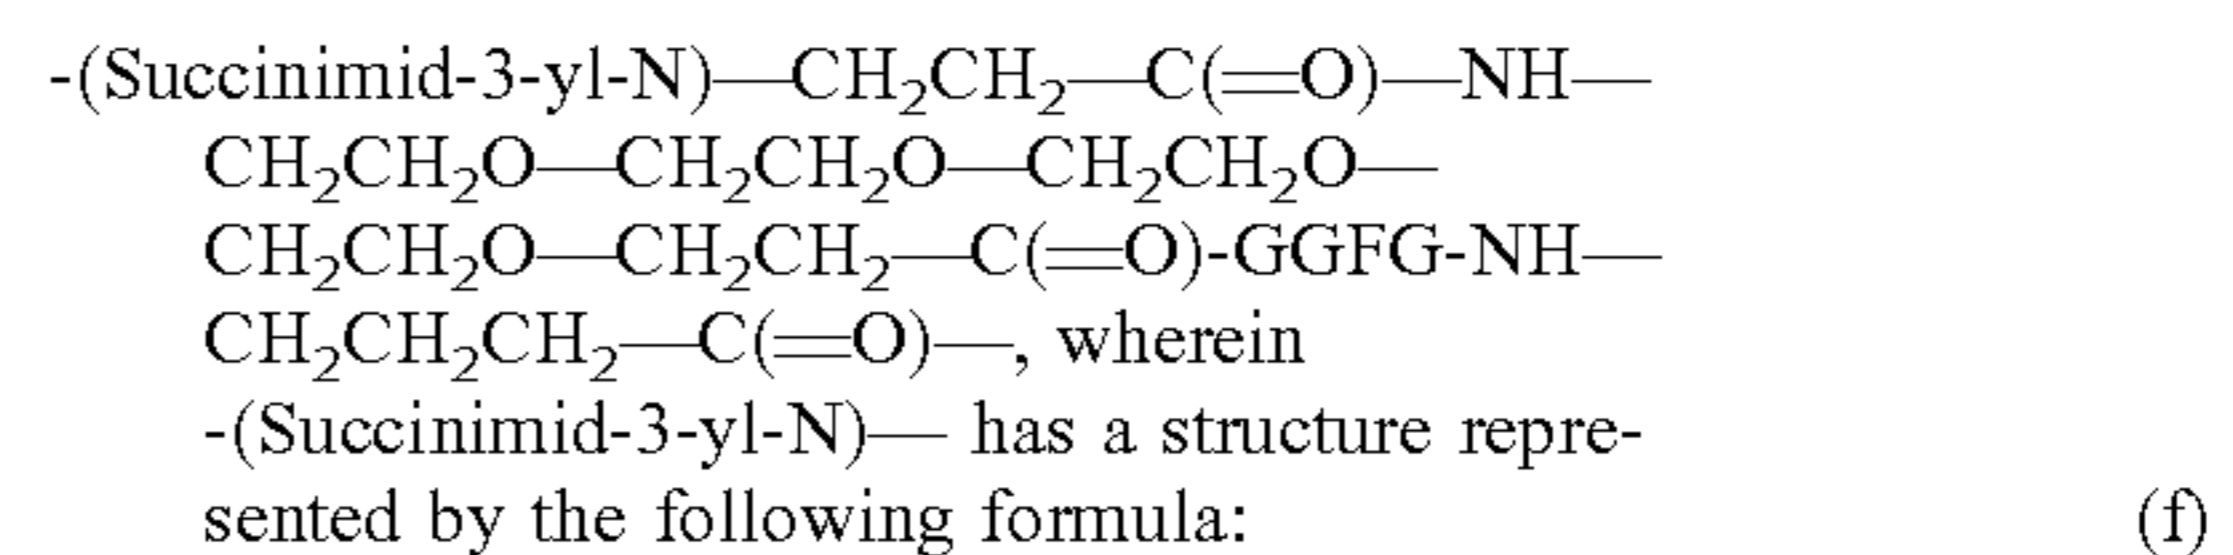 -(Succinimid-3-yl-N)—CH₂CH₂—C(=O)—NH—
CH₂CH₂O—CH₂CH₂O—CH₂CH₂O—
CH₂CH₂O—CH₂CH₂—C(=O)-GGFG-NH—
CH₂CH₂CH₂—C(=O)—, wherein
-(Succinimid-3-yl-N)— has a structure repre-
sented by the following formula: (f)